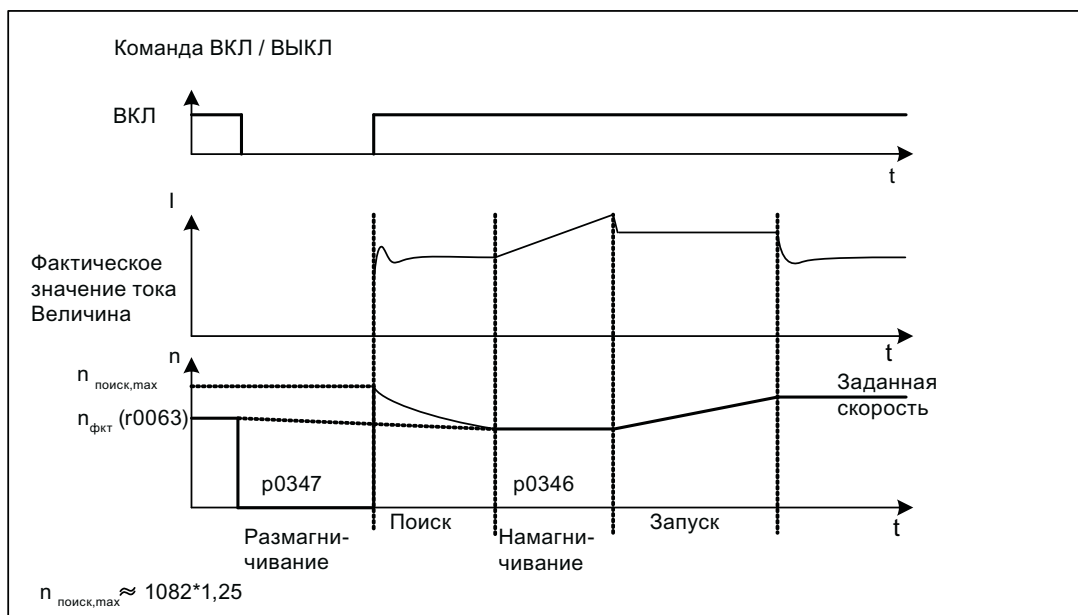 Команда ВКЛ / ВЫКЛ
ВКЛ
t
I
Фактическое
значение тока
Величина
t
n
n поиск,max
Заданная
скорость
n фкт (r0063)
p0347
p0346
Поиск
Запуск
t
Размагни-
чивание
Намагни-
чивание
n поиск,max ≈ 1082*1,25